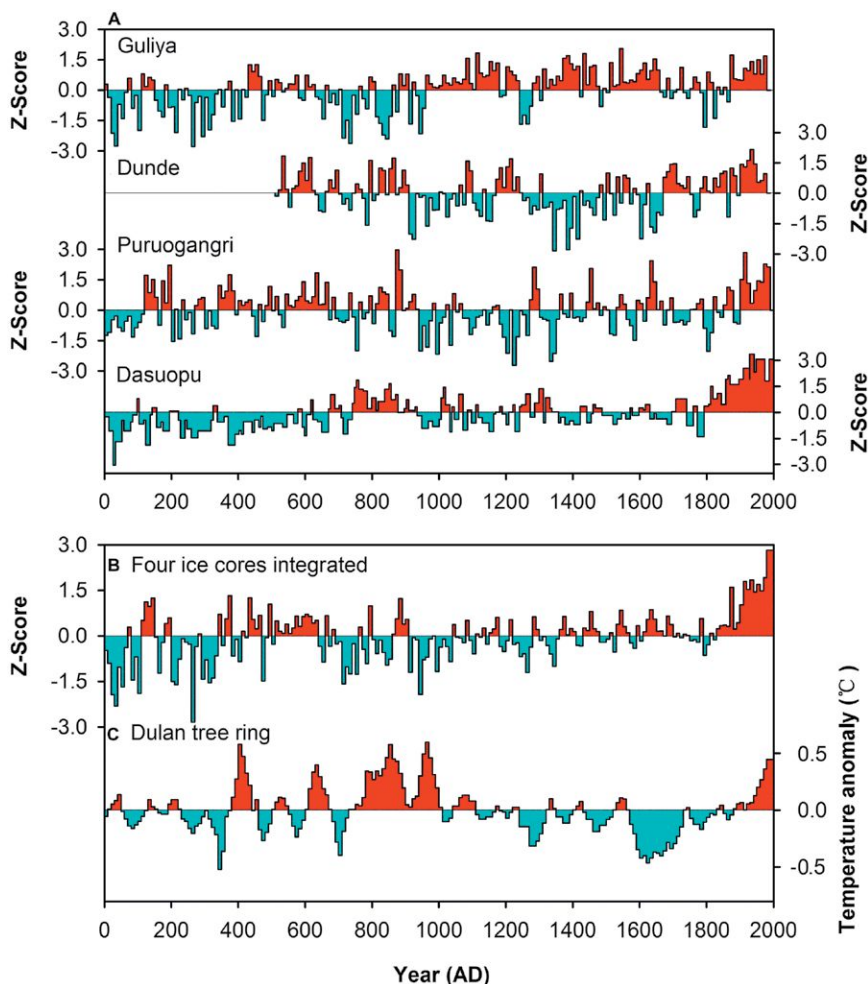 A
3.0
Guliya
1.5
0.0
-1.5
-3.0
Z-Score
3.0
Dunde
1.5
0.0
-1.5
-3.0
Z-Score
3.0
Puruogangri
1.5
0.0
-1.5
-3.0
Z-Score
3.0
Dasuopu
1.5
0.0
-1.5
-3.0
Z-Score
0 200 400 600 800 1000 1200 1400 1600 1800 2000
3.0
B Four ice cores integrated
1.5
0.0
-1.5
-3.0
Z-Score
C Dulan tree ring
0.5
0.0
-0.5
Temperature anomaly (℃)
0 200 400 600 800 1000 1200 1400 1600 1800 2000
Year (AD)